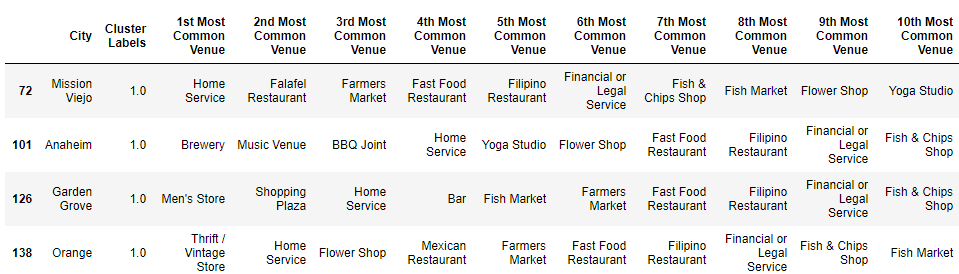 City Cluster Labels 1st Most Common Venue 2nd Most Common Venue 3rd Most Common Venue 4th Most Common Venue 5th Most Common Venue 6th Most Common Venue 7th Most Common Venue 8th Most Common Venue 9th Most Common Venue 10th Most Common Venue
72 Mission Viejo 1.0 Home Service Falafel Restaurant Farmers Market Fast Food Restaurant Filipino Restaurant Financial or Legal Service Fish & Chips Shop Fish Market Flower Shop Yoga Studio
101 Anaheim 1.0 Brewery Music Venue BBQ Joint Home Service Yoga Studio Flower Shop Fast Food Restaurant Filipino Restaurant Financial or Legal Service Fish & Chips Shop
126 Garden Grove 1.0 Men's Store Shopping Plaza Home Service Bar Fish Market Farmers Market Fast Food Restaurant Filipino Restaurant Financial or Legal Service Fish & Chips Shop
138 Orange 1.0 Thrift / Vintage Store Home Service Flower Shop Mexican Restaurant Farmers Market Fast Food Restaurant Filipino Restaurant Financial or Legal Service Fish & Chips Shop Fish Market